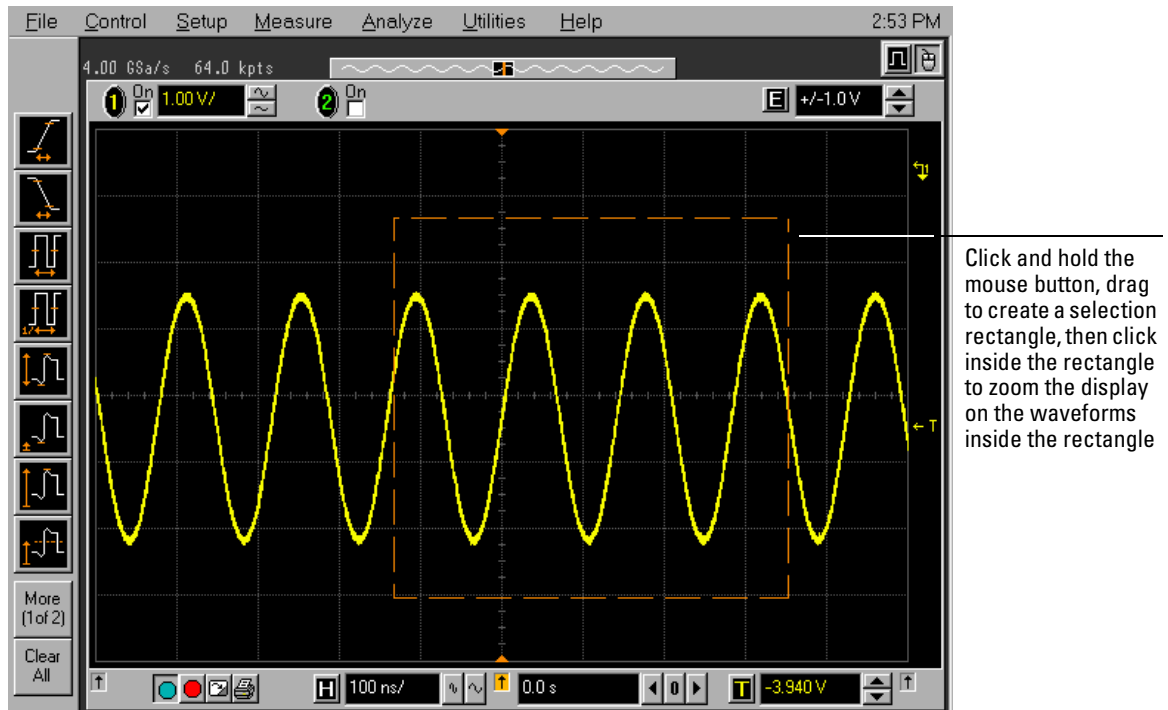 File Control Setup Measure Analyze Utilities Help 2:53 PM
4.00 GSa/s 64.0 kpts
1 On 1.00 V/ 2 On E +/-1.0 V
1
T
Click and hold the
mouse button, drag
to create a selection
rectangle, then click
inside the rectangle
to zoom the display
on the waveforms
inside the rectangle
1/
More
(1of 2)
Clear
All
H 100 ns/ 0.0 s 0 T -3.940 V